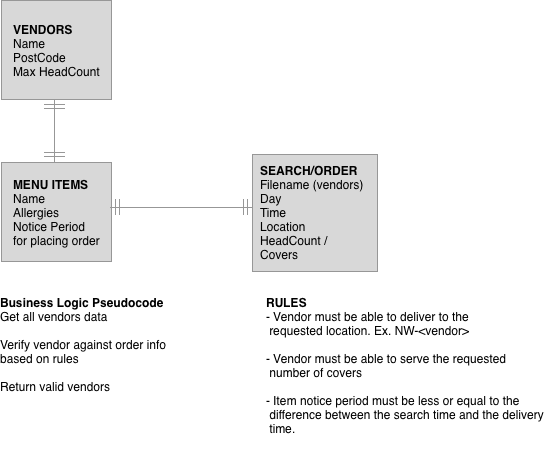 VENDORS
Name
PostCode
Max HeadCount
MENU ITEMS
Name
Allergies
Notice Period
for placing order
SEARCH/ORDER
Filename (vendors)
Day
Time
Location
HeadCount /
Covers
Business Logic Pseudocode
Get all vendors data
Verify vendor against order info
based on rules
Return valid vendors
RULES
- Vendor must be able to deliver to the
requested location. Ex. NW-<vendor>
- Vendor must be able to serve the requested
number of covers
- Item notice period must be less or equal to the
difference between the search time and the delivery
time.